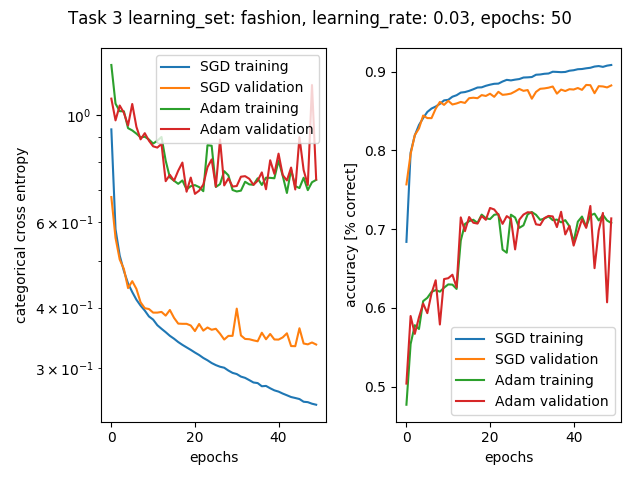 Task 3 learning_set: fashion, learning_rate: 0.03, epochs: 50
categorical cross entropy
10⁰
6 × 10⁻¹
4 × 10⁻¹
3 × 10⁻¹
SGD training
SGD validation
Adam training
Adam validation
0
20
40
epochs
accuracy [% correct]
0.9
0.8
0.7
0.6
0.5
SGD training
SGD validation
Adam training
Adam validation
0
20
40
epochs